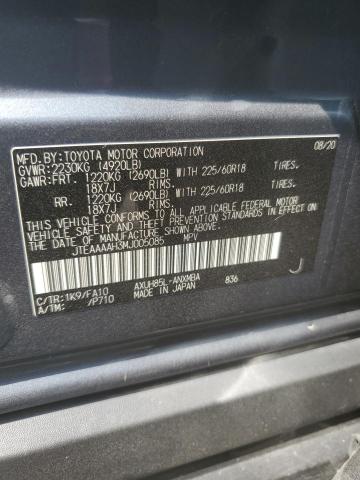 MFD.BY:TOYOTA MOTOR CORPORATION 08/20
GVWR:2230KG (4920LB)
GAWR:FRT. 1220KG (2690LB) WITH 225/60R18 TIRES.
18X7J RIMS.
RR. 1220KG (2690LB) WITH 225/60R18 TIRES.
18X7J RIMS.
THIS VEHICLE CONFORMS TO ALL APPLICABLE FEDERAL MOTOR
VEHICLE SAFETY, BUMPER, AND THEFT PREVENTION STANDARDS
IN EFFECT ON THE DATE OF MANUFACTURE SHOWN ABOVE.
JTEAAAAH3MJ005085 MPV
J
C/TR:1K9/FA10 AXUH85L-ANXMBA 836
A/TM: /P710 MADE IN JAPAN